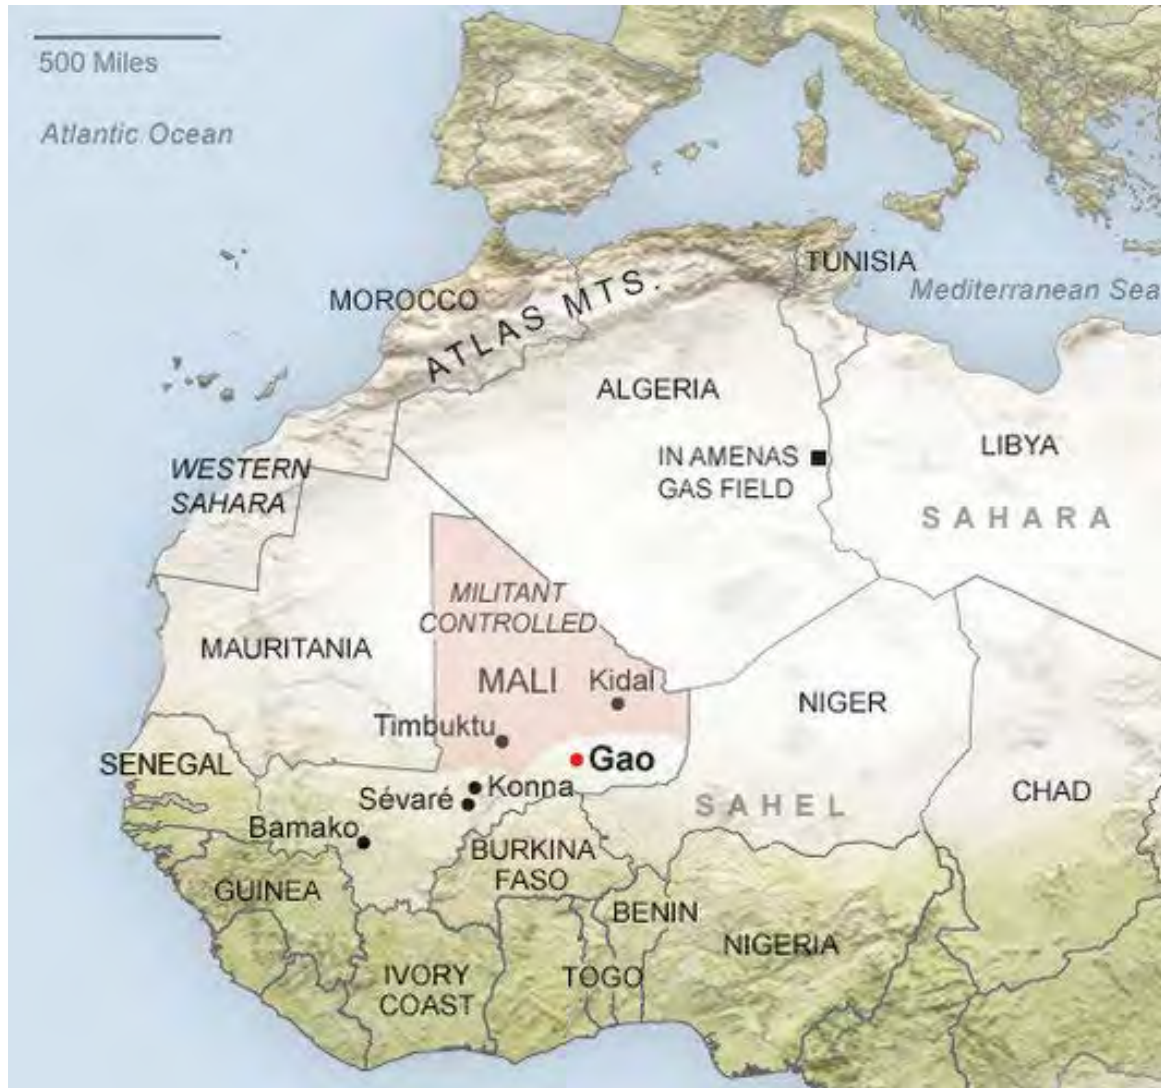 500 Miles
Atlantic Ocean
TUNISIA
Mediterranean Sea
MOROCCO
ATLAS MTS.
ALGERIA
LIBYA
IN AMENAS
GAS FIELD
WESTERN
SAHARA
SAHARA
MILITANT
CONTROLLED
MAURITANIA
MALI
Kidal
NIGER
Timbuktu
Gao
SENEGAL
Konna
Sévaré
SAHEL
CHAD
Bamako
BURKINA
FASO
GUINEA
BENIN
NIGERIA
IVORY
COAST
TOGO